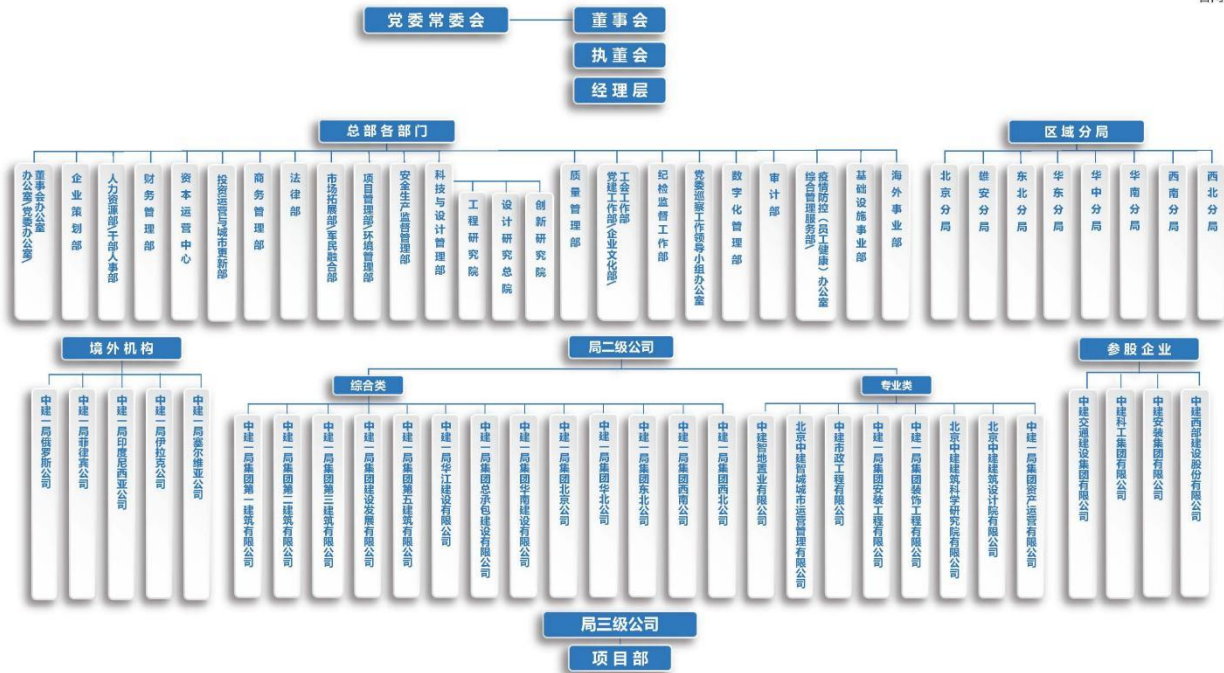 党委常委会
董事会
执董会
经理层
总部各部门
区域分局
董事会办公室
办公室/党委办公室/
企业策划部
人力资源部/干部人事部
财务管理部
资本运营中心
投资运营与城市更新部
商务管理部
法律部
市场拓展部/军民融合部
项目管理部/环境管理部
安全生产监督管理部
科技与设计管理部
工程研究院
设计研究总院
创新研究院
质量管理部
工会工作部
党建工作部/企业文化部/
纪检监督工作部
党委巡察工作领导小组办公室
数字化管理部
审计部
疫情防控（员工健康）办公室
综合管理服务部/
基础设施事业部
海外事业部
北京分局
雄安分局
东北分局
华东分局
华中分局
华南分局
西南分局
西北分局
境外机构
局二级公司
参股企业
综合类
专业类
中建一局俄罗斯公司
中建一局菲律宾公司
中建一局印度尼西亚公司
中建一局伊拉克公司
中建一局塞尔维亚公司
中建一局集团第一建筑有限公司
中建一局集团第二建筑有限公司
中建一局集团第三建筑有限公司
中建一局集团建设发展有限公司
中建一局集团第五建筑有限公司
中建一局华江建设有限公司
中建一局集团总承包建设有限公司
中建一局集团华南建设有限公司
中建一局集团北京公司
中建一局集团华北公司
中建一局集团东北公司
中建一局集团西南公司
中建一局集团西北公司
中建智地置业有限公司
北京中建智城城市运营管理有限公司
中建市政工程有限公司
中建一局集团安装工程有限公司
中建一局集团装饰工程有限公司
北京中建建筑科学研究院有限公司
北京中建建筑设计院有限公司
中建一局集团资产运营有限公司
中建交通建设集团有限公司
中建科工集团有限公司
中建安装集团有限公司
中建西部建设股份有限公司
局三级公司
项目部